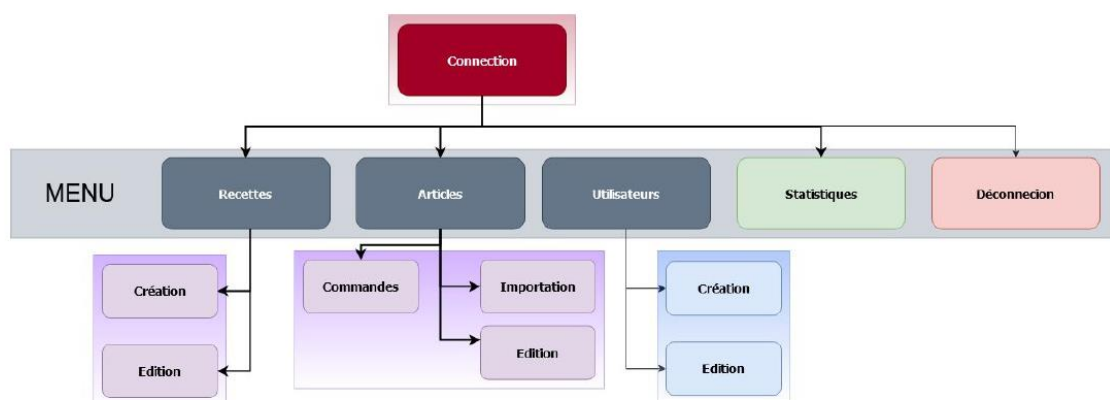 Connection
MENU
Recettes
Articles
Utilisateurs
Statistiques
Déconnecion
Création
Commandes
Importation
Création
Edition
Edition
Edition